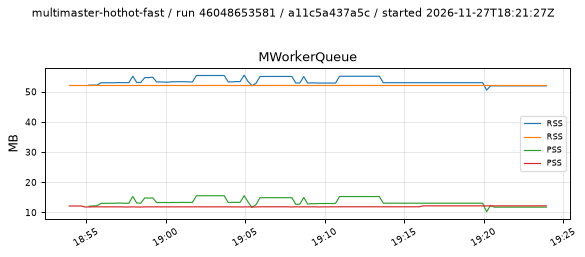 multimaster-hothot-fast / run 46048653581 / a11c5a437a5c / started 2026-11-27T18:21:27Z
MWorkerQueue
MB
50
40
30
20
10
RSS
RSS
PSS
PSS
18:55
19:00
19:05
19:10
19:15
19:20
19:25